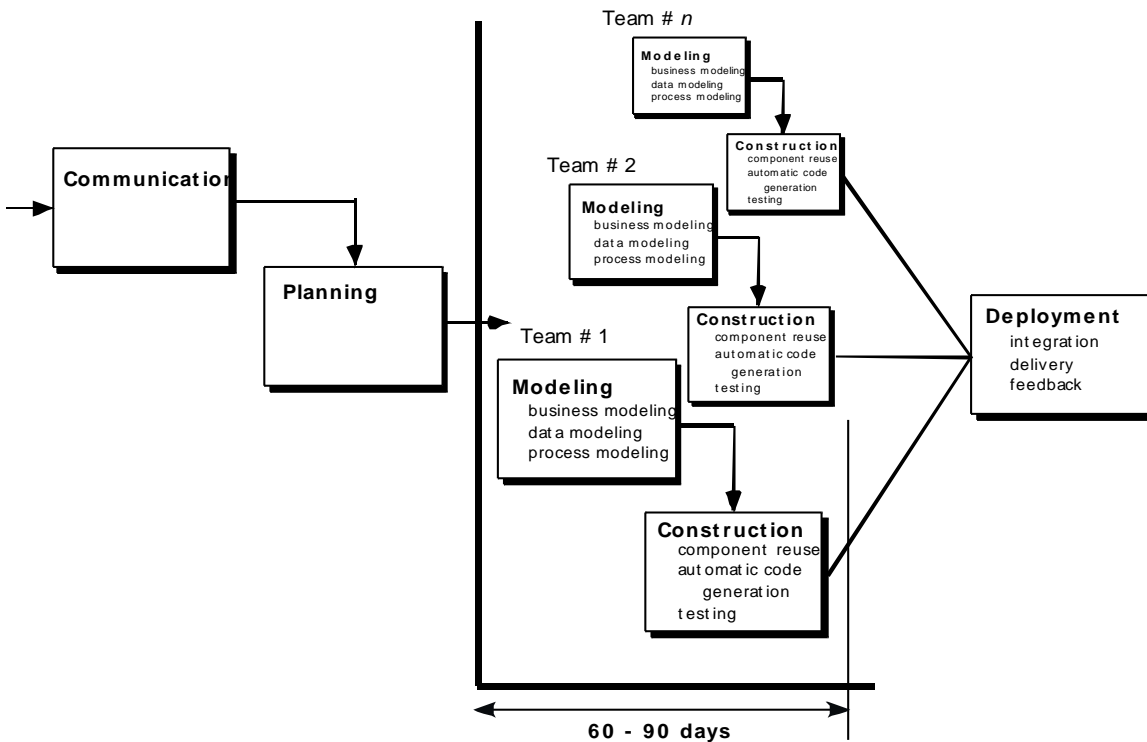 Communication
Planning
Team # n
Modeling
business modeling
data modeling
process modeling
Construction
component reuse
automatic code
generation
testing
Team # 2
Modeling
business modeling
data modeling
process modeling
Construction
component reuse
automatic code
generation
testing
Team # 1
Modeling
business modeling
data modeling
process modeling
Construction
component reuse
automatic code
generation
testing
Deployment
integration
delivery
feedback
60 - 90 days